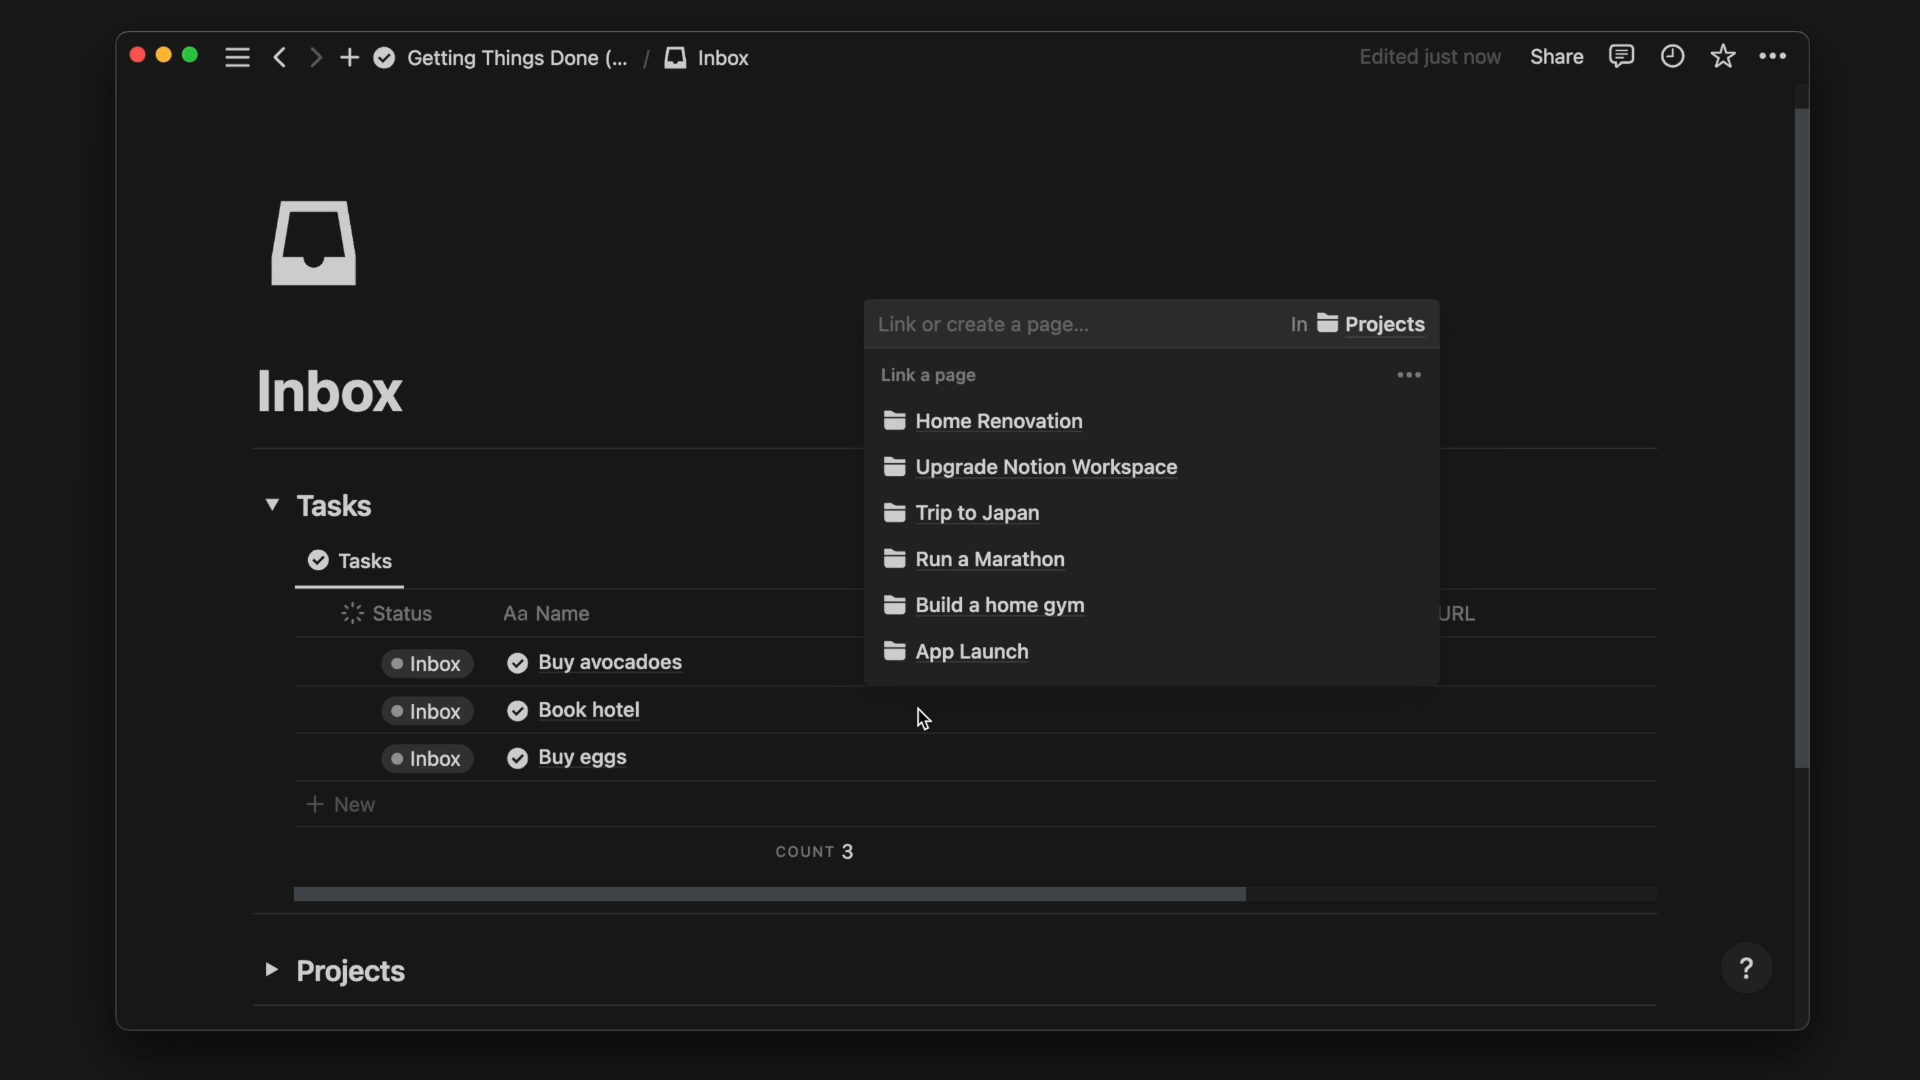 Getting Things Done (... / Inbox
Edited just now
Share
Inbox
Link or create a page...
In Projects
Link a page
Home Renovation
Upgrade Notion Workspace
Trip to Japan
Run a Marathon
Build a home gym
App Launch
Tasks
Tasks
Status
Aa Name
URL
Inbox Buy avocadoes
Inbox Book hotel
Inbox Buy eggs
+ New
COUNT 3
Projects
?